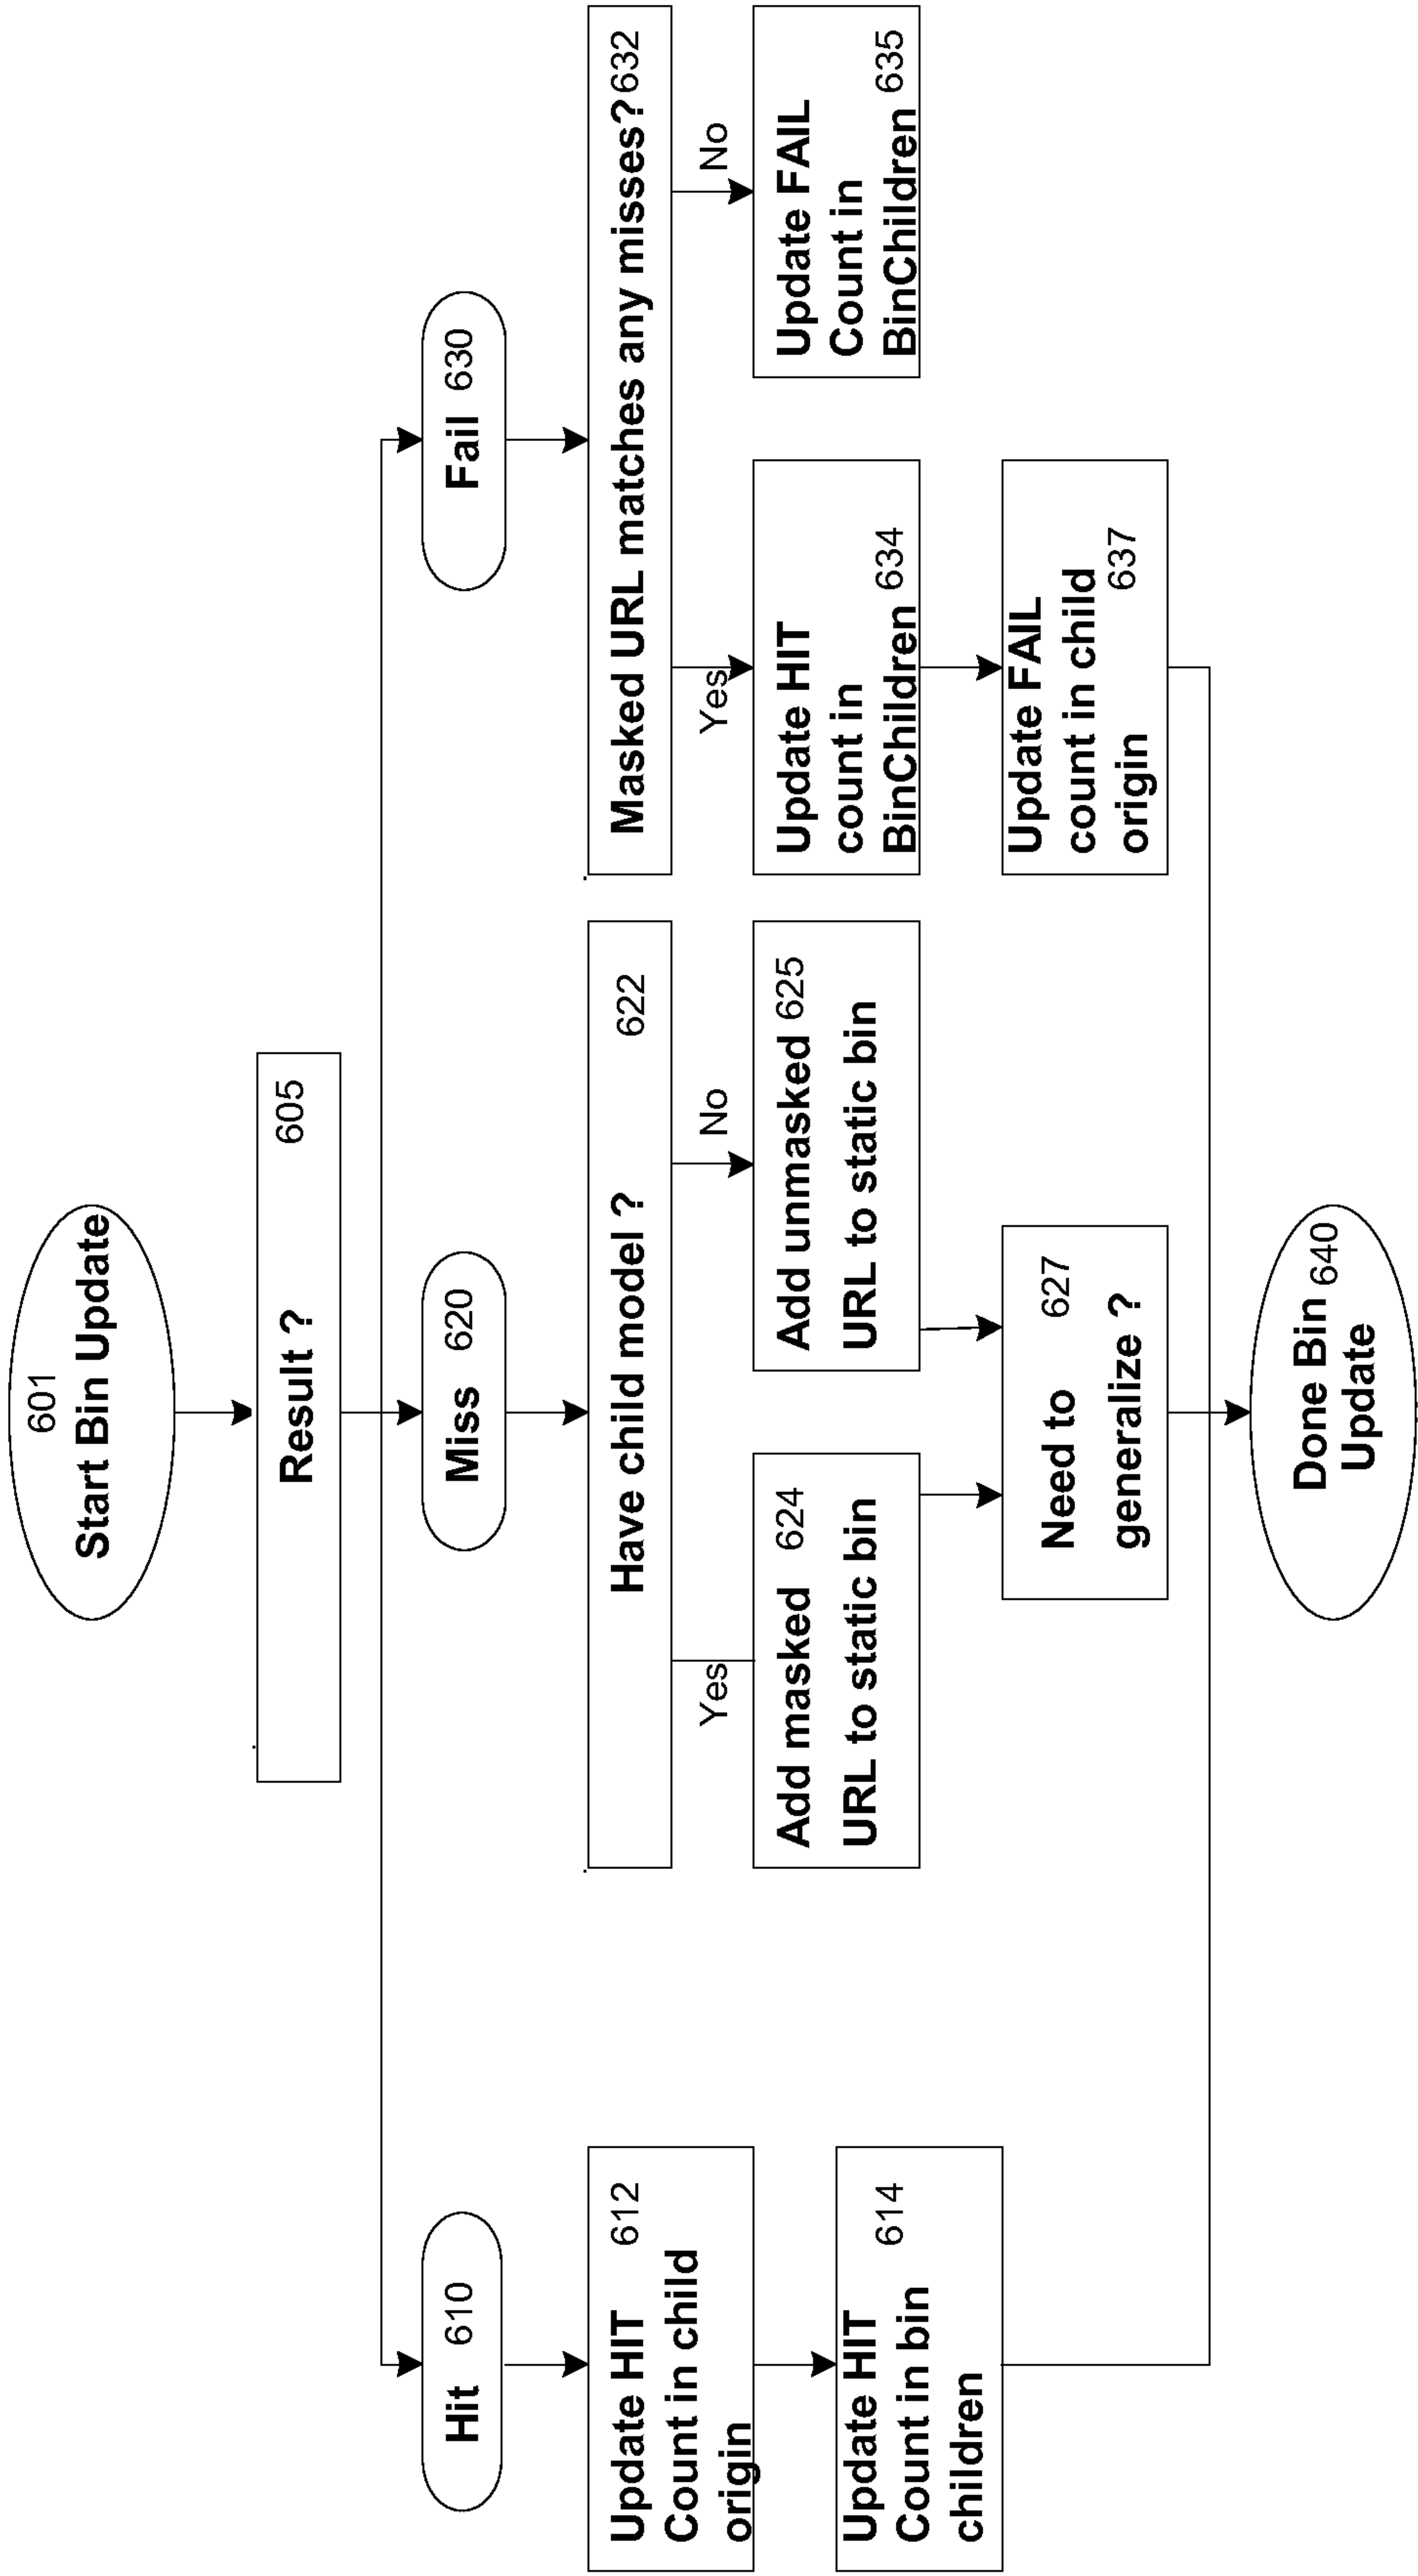 601
Start Bin Update
Result ? 605
Hit 610
Miss 620
Fail 630
Update HIT 612
Count in child
origin
Update HIT
Count in bin 614
children
Have child model ? 622
Yes
No
Add masked 624
URL to static bin
Add unmasked 625
URL to static bin
Need to 627
generalize ?
Masked URL matches any misses? 632
Yes
No
Update HIT
count in
BinChildren 634
Update FAIL
Count in
BinChildren 635
Update FAIL
count in child
origin 637
Done Bin 640
Update